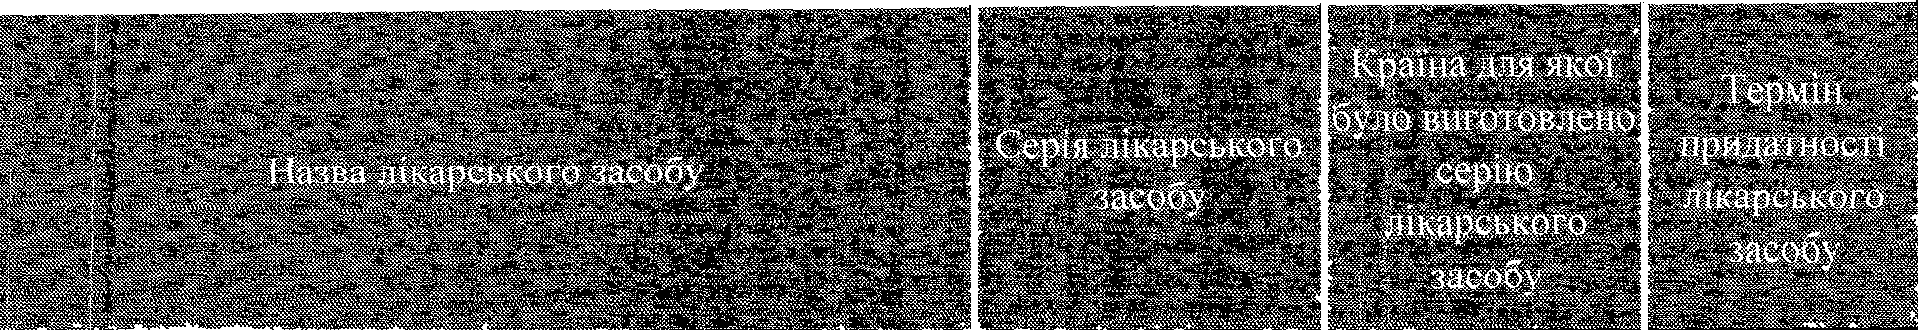 Назва лікарського засобу
Серія лікарського
засобу
Країна для якої
було виготовлено
серію
лікарського
засобу
Термін
придатності
лікарського
засобу